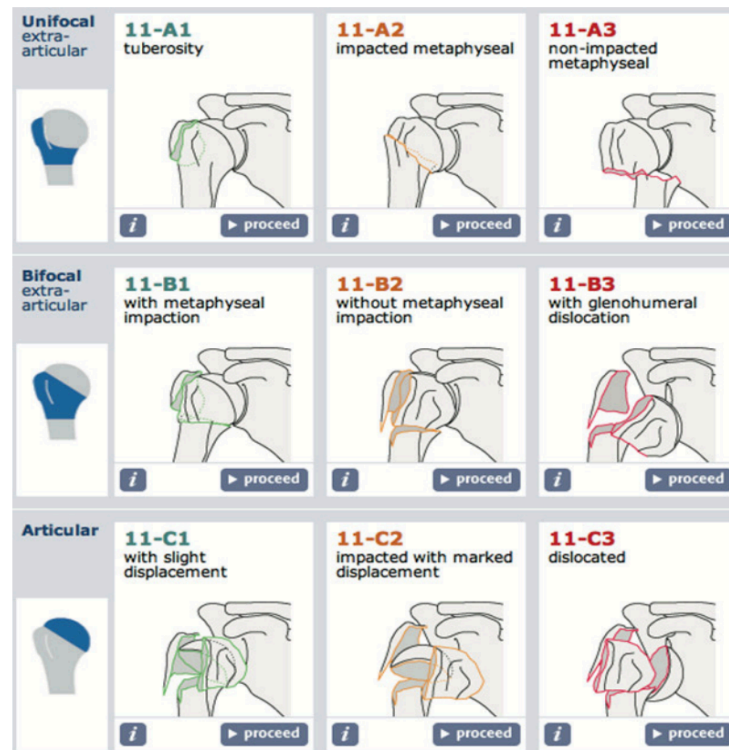 Unifocal
extra-
articular
11-A1
tuberosity
i
▶ proceed
11-A2
impacted metaphyseal
i
▶ proceed
11-A3
non-impacted
metaphyseal
i
▶ proceed
Bifocal
extra-
articular
11-B1
with metaphyseal
impaction
i
▶ proceed
11-B2
without metaphyseal
impaction
i
▶ proceed
11-B3
with glenohumeral
dislocation
i
▶ proceed
Articular
11-C1
with slight
displacement
i
▶ proceed
11-C2
impacted with marked
displacement
i
▶ proceed
11-C3
dislocated
i
▶ proceed